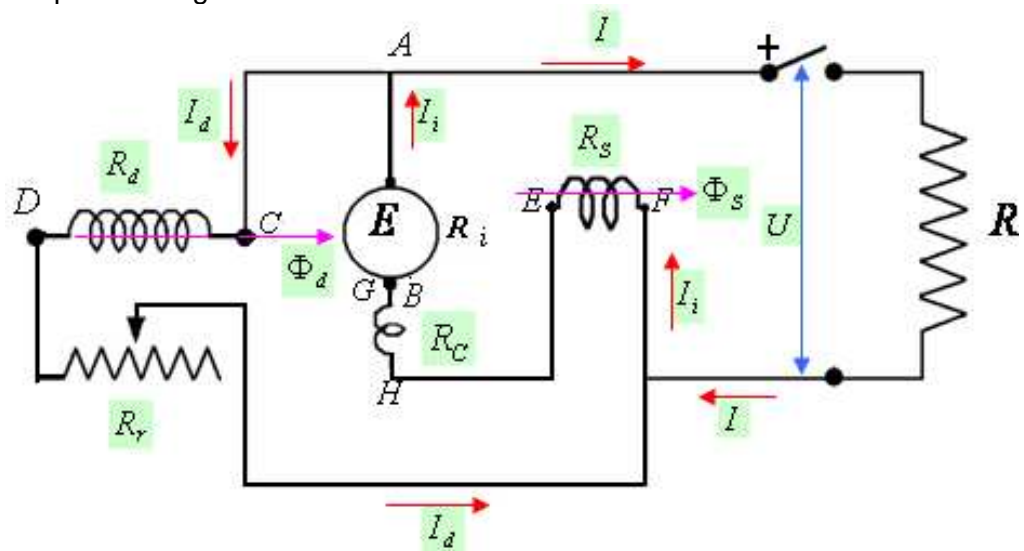 A
I
+
I_d
I_i
R_d
R_S
D
C
E
R_i
E
F
Φ_S
U
R
Φ_d
G
B
I_i
R_C
H
R_r
I
I_d